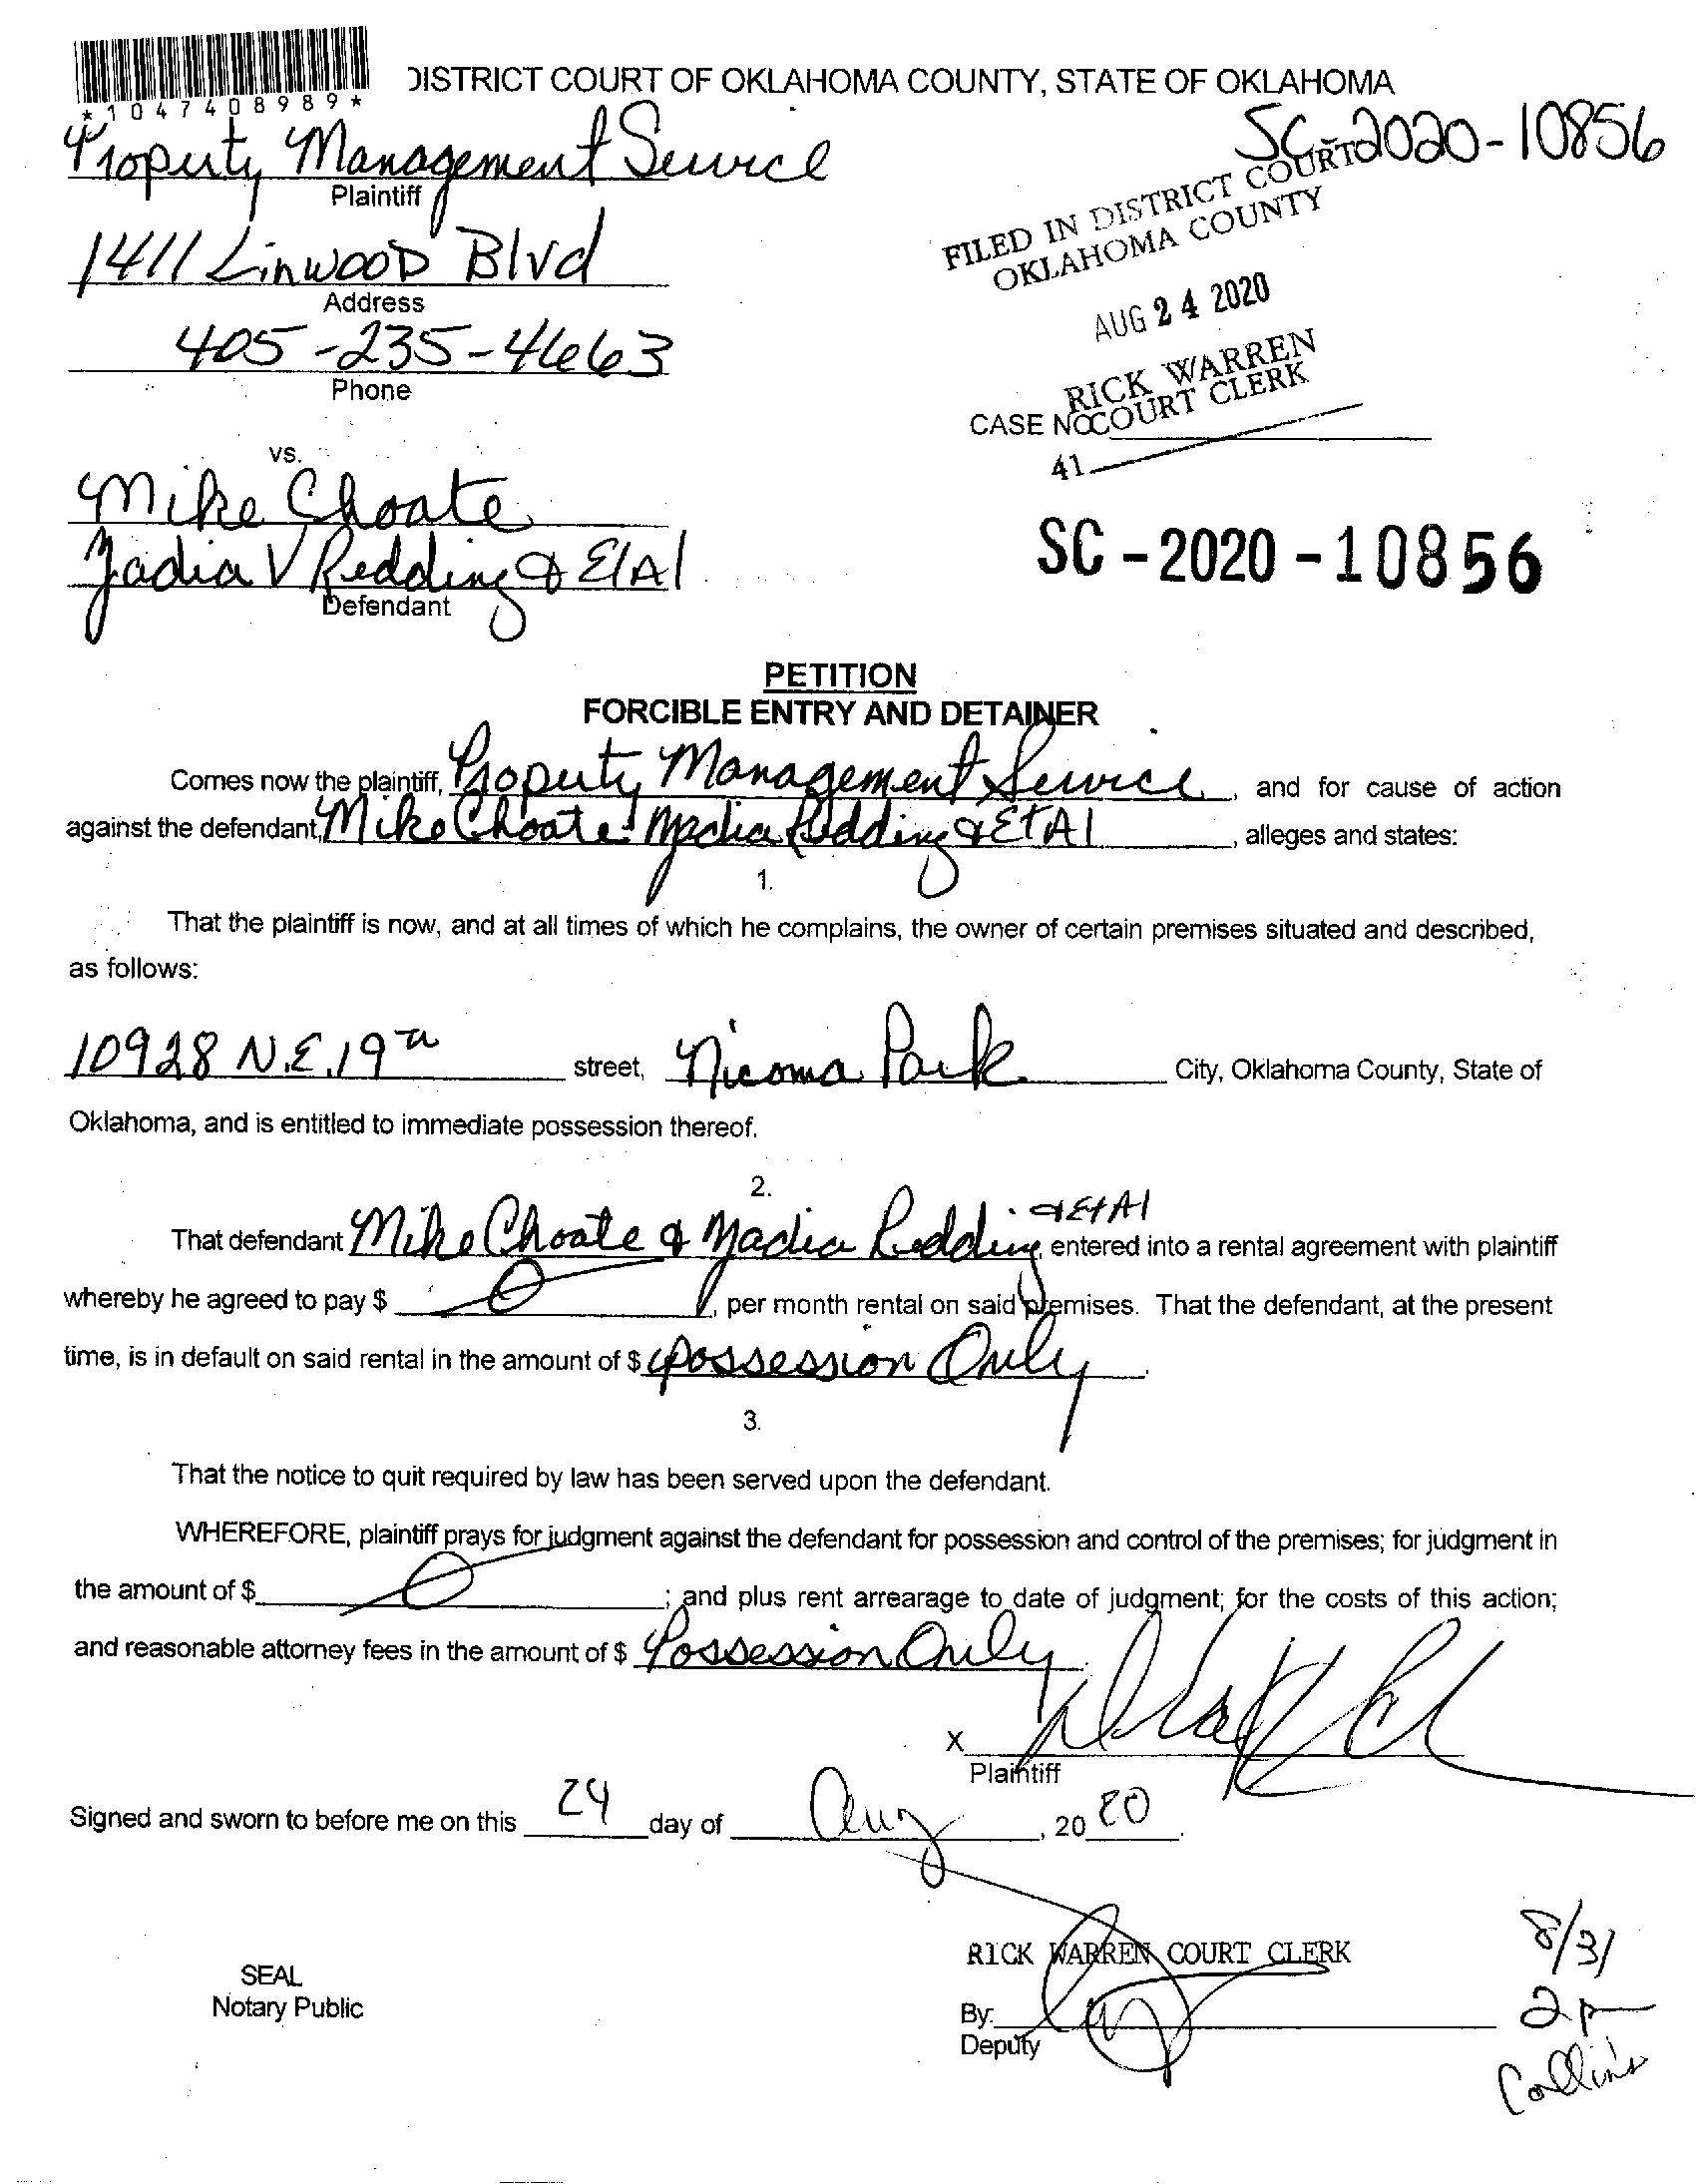 *1047408989*
DISTRICT COURT OF OKLAHOMA COUNTY, STATE OF OKLAHOMA
SC-2020-10856
Property Management Service
Plaintiff
FILED IN DISTRICT COURT
OKLAHOMA COUNTY
1411 Linwood Blvd
Address
AUG 24 2020
405-235-4663
Phone
RICK WARREN
COURT CLERK
CASE NO
41
vs.
Mike Choate
V Redding & E/Al
Defendant
SC-2020-10856
PETITION
FORCIBLE ENTRY AND DETAINER
Comes now the plaintiff, Property Management Service, and for cause of action
against the defendant, Mike Choate Redding & Et Al, alleges and states:
1.
That the plaintiff is now, and at all times of which he complains, the owner of certain premises situated and described,
as follows:
10928 N.E. 19th street, Nicoma Park City, Oklahoma County, State of
Oklahoma, and is entitled to immediate possession thereof.
2.
That defendant Mike Choate & Redding & Et Al, entered into a rental agreement with plaintiff
whereby he agreed to pay $ 0, per month rental on said premises. That the defendant, at the present
time, is in default on said rental in the amount of $ possession Only.
3.
That the notice to quit required by law has been served upon the defendant.
WHEREFORE, plaintiff prays for judgment against the defendant for possession and control of the premises; for judgment in
the amount of $ 0; and plus rent arrearage to date of judgment; for the costs of this action;
and reasonable attorney fees in the amount of $ Possession Only.
X
Plaintiff
Signed and sworn to before me on this 24 day of Aug, 2020.
RICK WARREN COURT CLERK
8/31
SEAL
Notary Public
By:
Deputy
2p
Collins